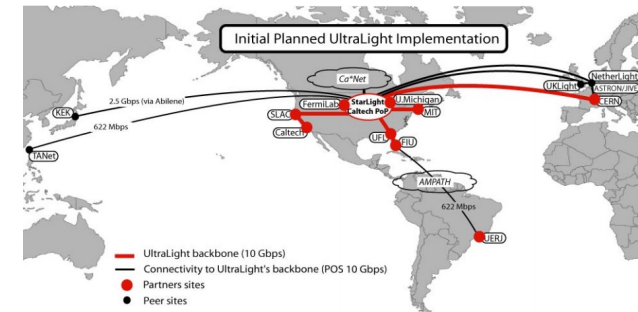 Initial Planned UltraLight Implementation
Ca*Net
NetherLight
UKLight
ASTRON/JIVE
2.5 Gbps (via Abilene)
FermiLab
StarLight
Caltech PoP
U.Michigan
CERN
KEK
SLAC
MIT
622 Mbps
Caltech
UFL
FIU
TANet
AMPATH
622 Mbps
UERJ
UltraLight backbone (10 Gbps)
Connectivity to UltraLight's backbone (POS 10 Gbps)
Partners sites
Peer sites